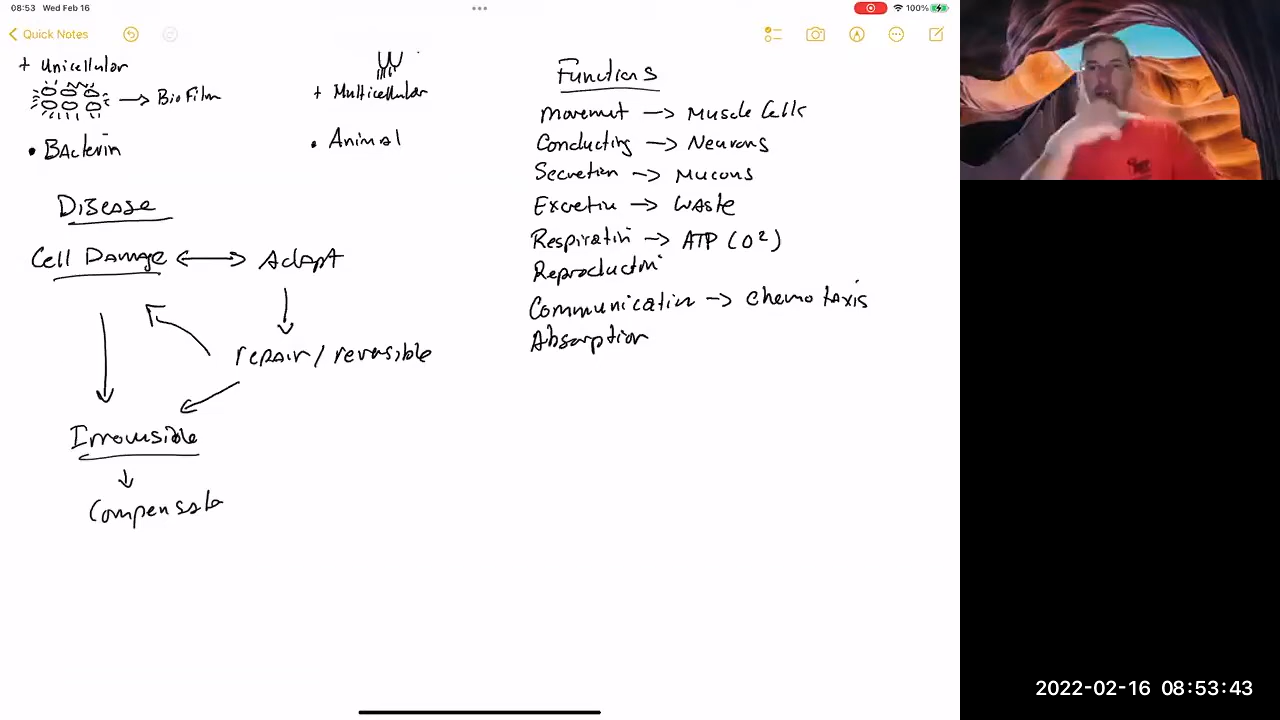 08:53 Wed Feb 16
100%
Quick Notes
+ Unicellular
→ Bio Film
• Bacteria
+ Multicellular
• Animal
Disease
Cell Damage ↔ Adapt
repair / reversible
Irreversible
↓
Compensate
Functions
Movement → Muscle Cells
Conducting → Neurons
Secretion → Mucous
Excretion → Waste
Respiration → ATP (O²)
Reproduction
Communication → Chemotaxis
Absorption
2022-02-16 08:53:43